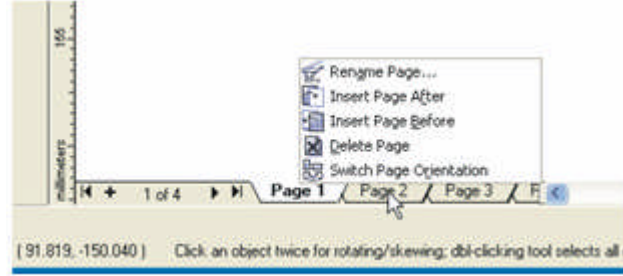 155
Rename Page...
Insert Page After
Insert Page Before
Delete Page
Switch Page Orientation
millimeters
1 of 4 Page 1 Page 2 Page 3
( 91.819, -150.040 ) Click an object twice for rotating/skewing; dbl-clicking tool selects all